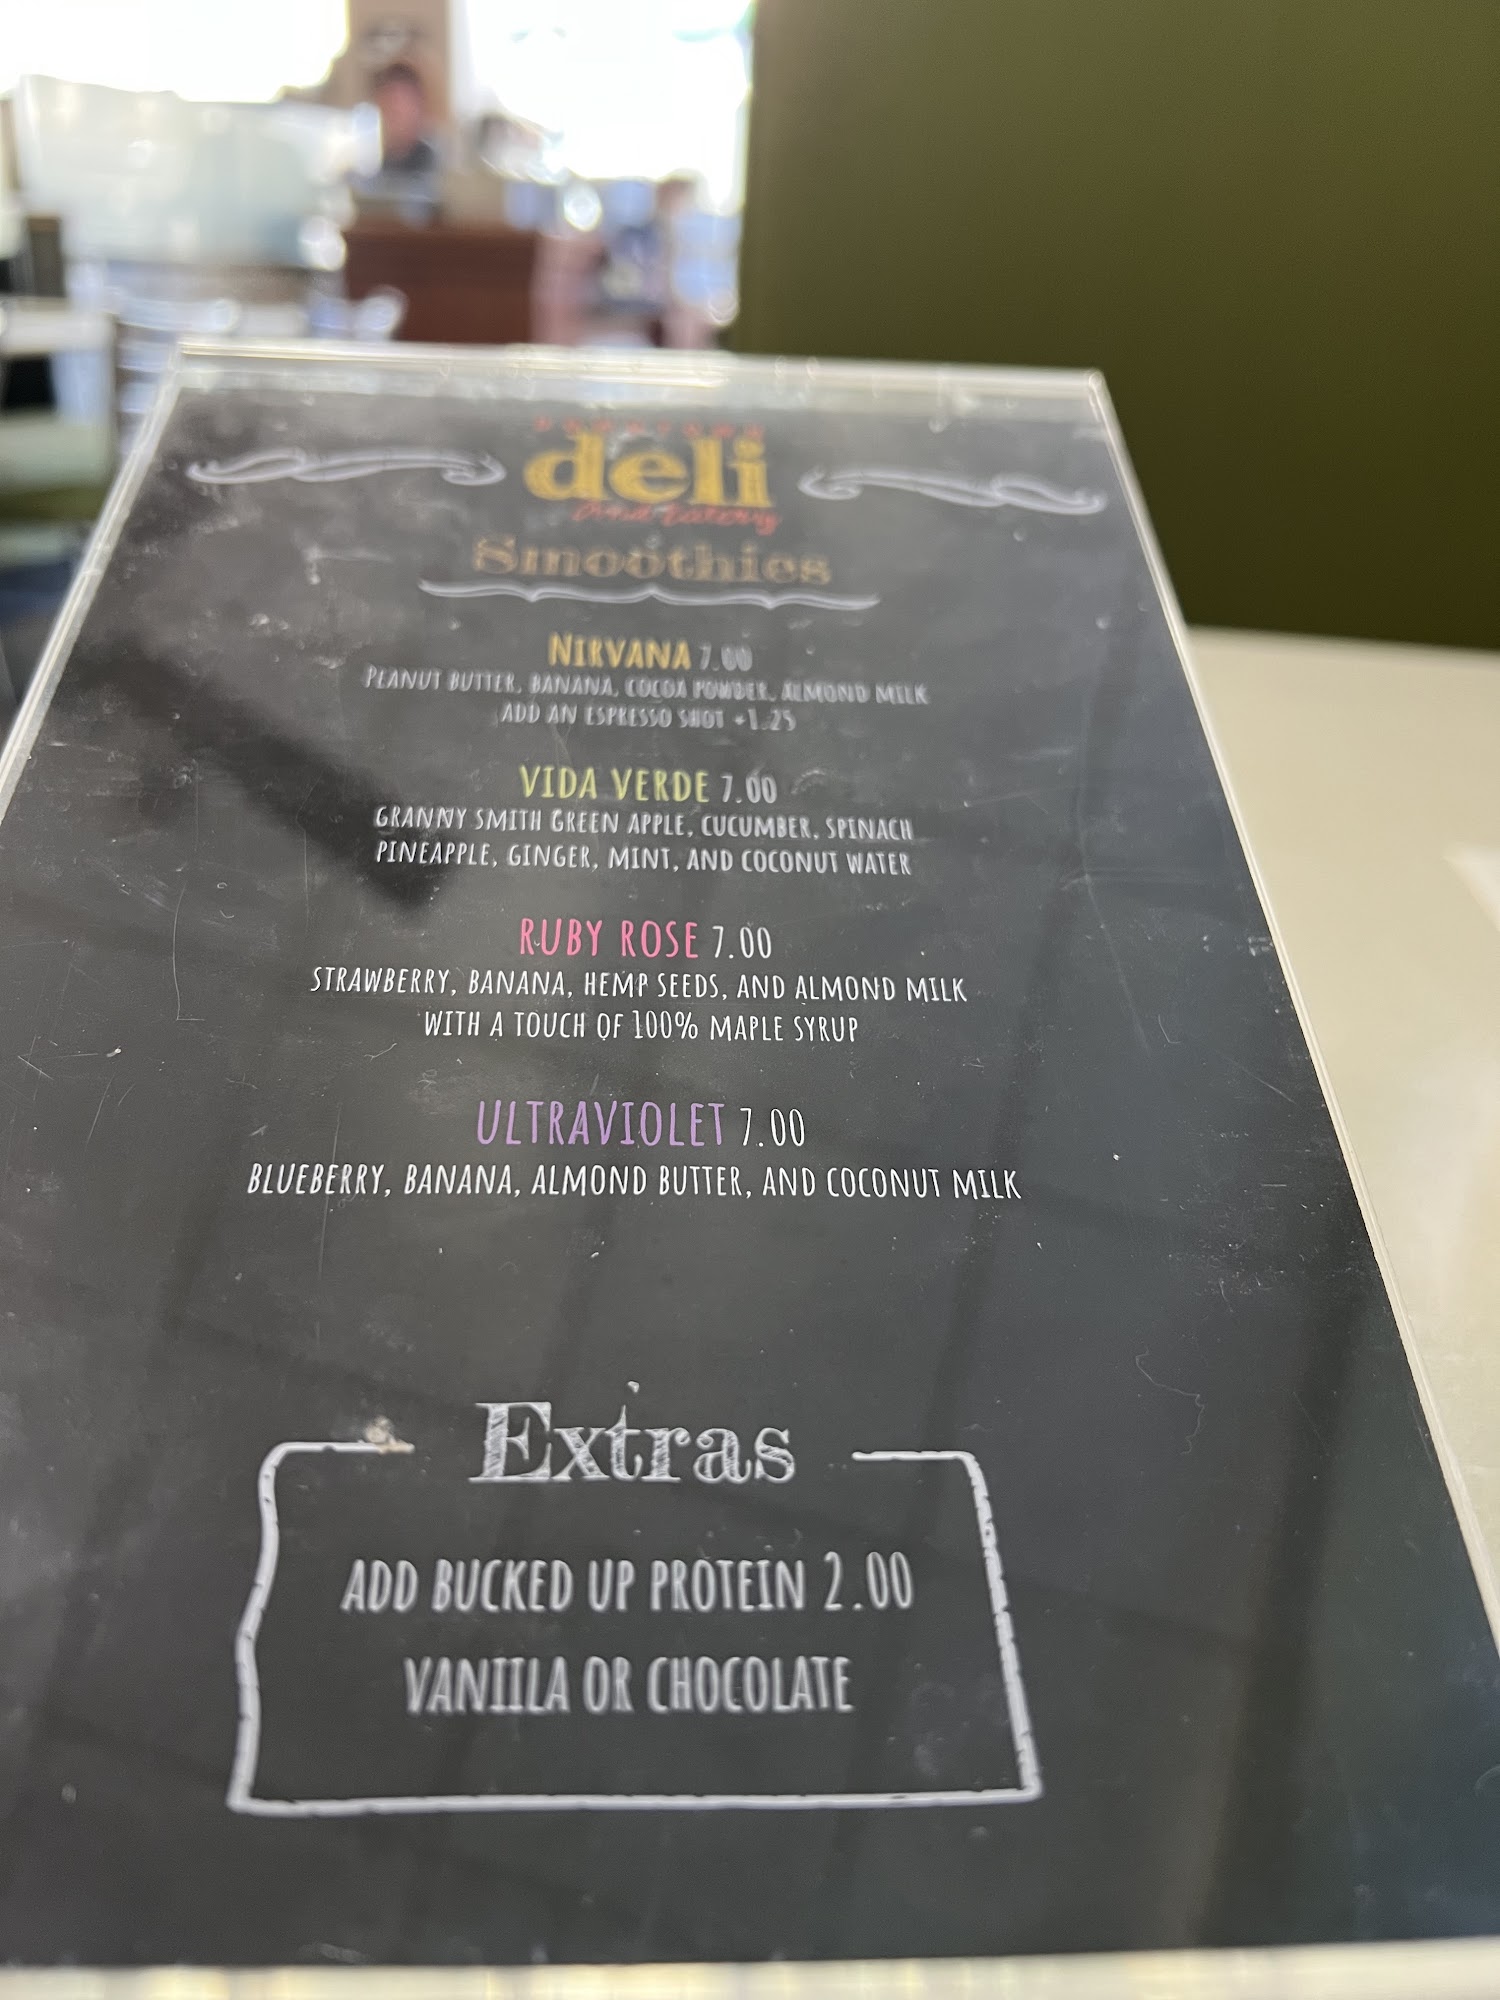 deli
and Eatery
Smoothies
NIRVANA 7.00
PEANUT BUTTER, BANANA, COCOA POWDER, ALMOND MILK
ADD AN ESPRESSO SHOT +1.25
VIDA VERDE 7.00
GRANNY SMITH GREEN APPLE, CUCUMBER, SPINACH
PINEAPPLE, GINGER, MINT, AND COCONUT WATER
RUBY ROSE 7.00
STRAWBERRY, BANANA, HEMP SEEDS, AND ALMOND MILK
WITH A TOUCH OF 100% MAPLE SYRUP
ULTRAVIOLET 7.00
BLUEBERRY, BANANA, ALMOND BUTTER, AND COCONUT MILK
Extras
ADD BUCKED UP PROTEIN 2.00
VANIILA OR CHOCOLATE